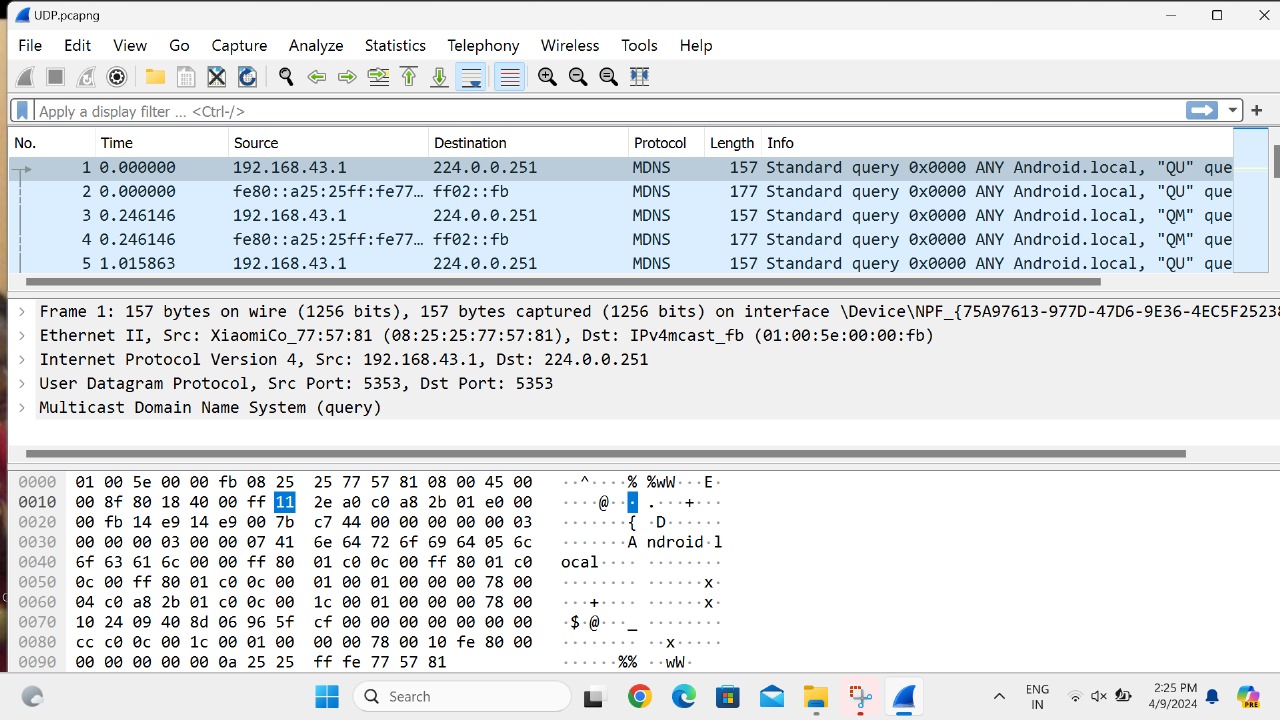 UDP.pcapng
File Edit View Go Capture Analyze Statistics Telephony Wireless Tools Help
Apply a display filter ... <Ctrl-/>
No. Time Source Destination Protocol Length Info
1 0.000000 192.168.43.1 224.0.0.251 MDNS 157 Standard query 0x0000 ANY Android.local, "QU" que
2 0.000000 fe80::a25:25ff:fe77… ff02::fb MDNS 177 Standard query 0x0000 ANY Android.local, "QU" que
3 0.246146 192.168.43.1 224.0.0.251 MDNS 157 Standard query 0x0000 ANY Android.local, "QM" que
4 0.246146 fe80::a25:25ff:fe77… ff02::fb MDNS 177 Standard query 0x0000 ANY Android.local, "QM" que
5 1.015863 192.168.43.1 224.0.0.251 MDNS 157 Standard query 0x0000 ANY Android.local, "QU" que
Frame 1: 157 bytes on wire (1256 bits), 157 bytes captured (1256 bits) on interface \Device\NPF_{75A97613-977D-47D6-9E36-4EC5F25238
Ethernet II, Src: XiaomiCo_77:57:81 (08:25:25:77:57:81), Dst: IPv4mcast_fb (01:00:5e:00:00:fb)
Internet Protocol Version 4, Src: 192.168.43.1, Dst: 224.0.0.251
User Datagram Protocol, Src Port: 5353, Dst Port: 5353
Multicast Domain Name System (query)
0000 01 00 5e 00 00 fb 08 25 25 77 57 81 08 00 45 00 ··^····% %wW···E·
0010 00 8f 80 18 40 00 ff 11 2e a0 c0 a8 2b 01 e0 00 ····@··· .···+···
0020 00 fb 14 e9 14 e9 00 7b c7 44 00 00 00 00 00 03 ·······{ ·D······
0030 00 00 00 03 00 00 07 41 6e 64 72 6f 69 64 05 6c ·······A ndroid·l
0040 6f 63 61 6c 00 00 ff 80 01 c0 0c 00 ff 80 01 c0 ocal···· ········
0050 0c 00 ff 80 01 c0 0c 00 01 00 01 00 00 00 78 00 ········ ······x·
0060 04 c0 a8 2b 01 c0 0c 00 1c 00 01 00 00 00 78 00 ···+···· ······x·
0070 10 24 09 40 8d 06 96 5f cf 00 00 00 00 00 00 00 ·$·@···_ ········
0080 cc c0 0c 00 1c 00 01 00 00 00 78 00 10 fe 80 00 ········ ··x·····
0090 00 00 00 00 00 0a 25 25 ff fe 77 57 81 ······%% ··wW·
Search
ENG
IN
2:25 PM
4/9/2024
PRE